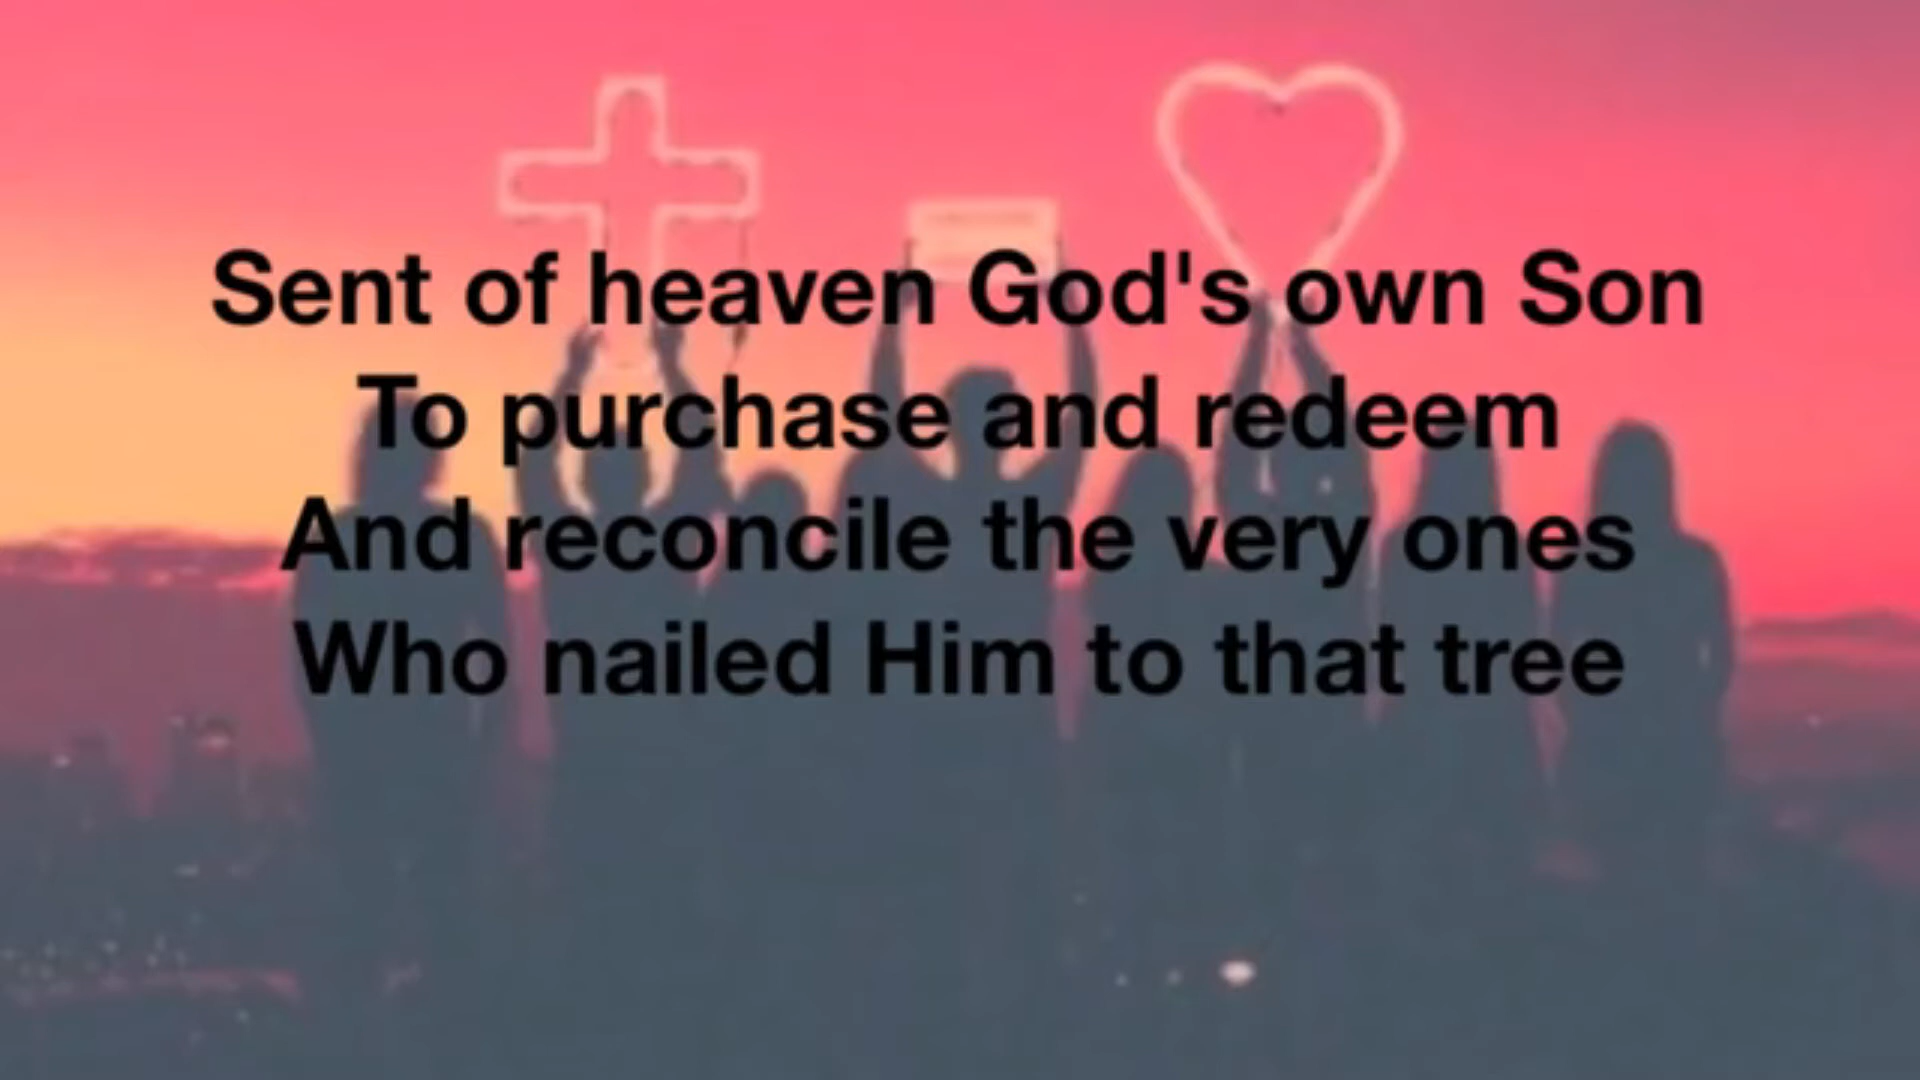 Sent of heaven God's own Son
To purchase and redeem
And reconcile the very ones
Who nailed Him to that tree